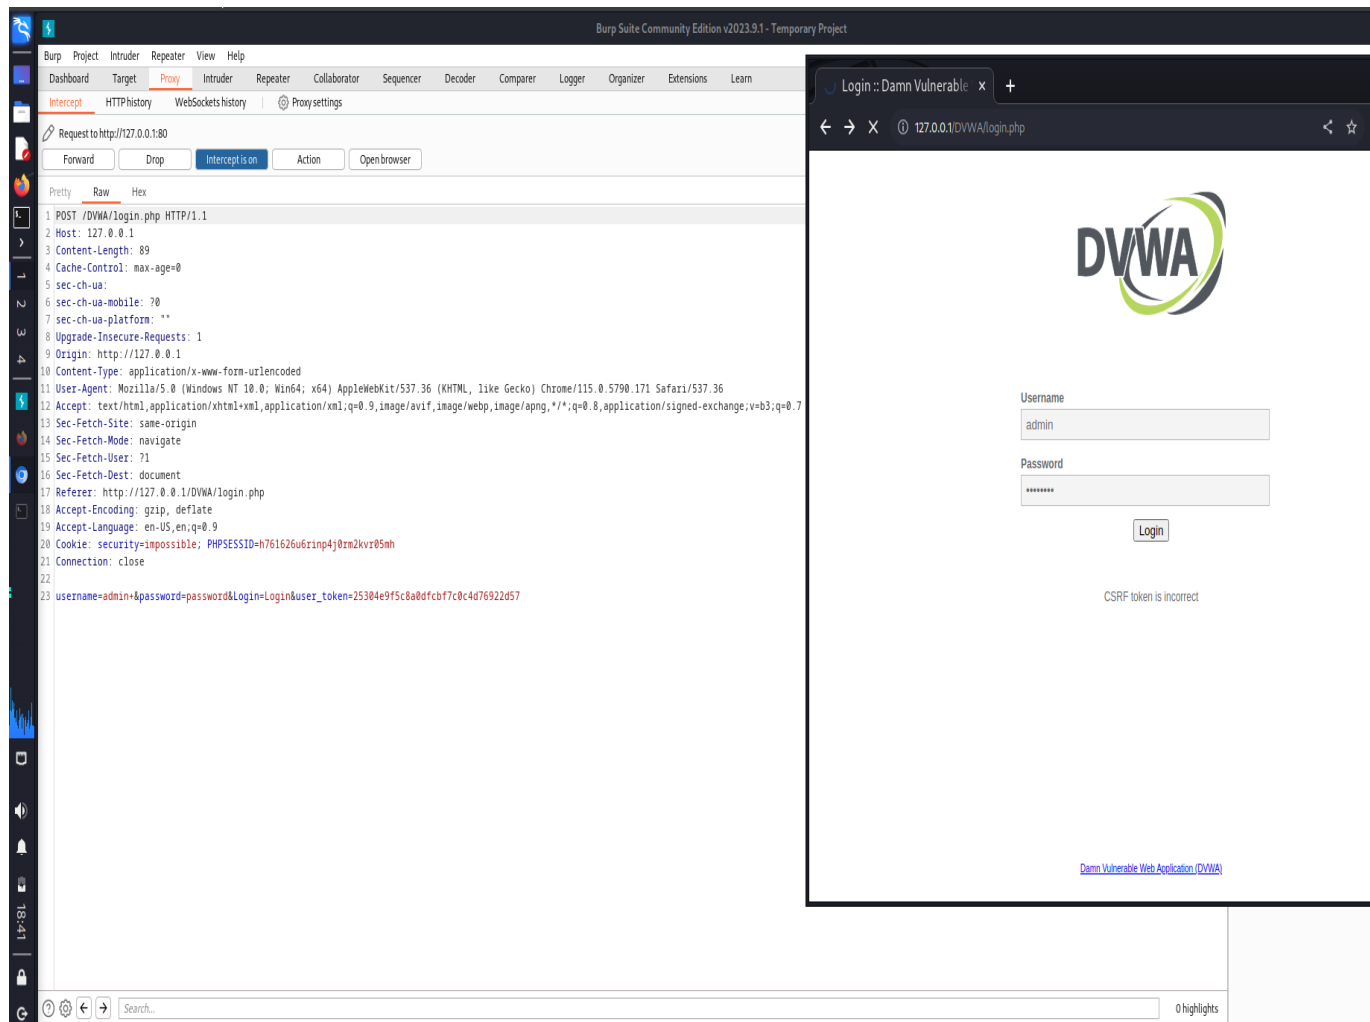 Burp Suite Community Edition v2023.9.1 - Temporary Project
Burp Project Intruder Repeater View Help
Dashboard Target Proxy Intruder Repeater Collaborator Sequencer Decoder Comparer Logger Organizer Extensions Learn
Intercept HTTP history WebSockets history Proxy settings
Request to http://127.0.0.1:80
Forward Drop Intercept is on Action Open browser
Pretty Raw Hex
1 POST /DVWA/login.php HTTP/1.1
2 Host: 127.0.0.1
3 Content-Length: 89
4 Cache-Control: max-age=0
5 sec-ch-ua:
6 sec-ch-ua-mobile: ?0
7 sec-ch-ua-platform: ""
8 Upgrade-Insecure-Requests: 1
9 Origin: http://127.0.0.1
10 Content-Type: application/x-www-form-urlencoded
11 User-Agent: Mozilla/5.0 (Windows NT 10.0; Win64; x64) AppleWebKit/537.36 (KHTML, like Gecko) Chrome/115.0.5790.171 Safari/537.36
12 Accept: text/html,application/xhtml+xml,application/xml;q=0.9,image/avif,image/webp,image/apng,*/*;q=0.8,application/signed-exchange;v=b3;q=0.7
13 Sec-Fetch-Site: same-origin
14 Sec-Fetch-Mode: navigate
15 Sec-Fetch-User: ?1
16 Sec-Fetch-Dest: document
17 Referer: http://127.0.0.1/DVWA/login.php
18 Accept-Encoding: gzip, deflate
19 Accept-Language: en-US,en;q=0.9
20 Cookie: security=impossible; PHPSESSID=h761626u6rinp4j0rm2kvr05mh
21 Connection: close
22
23 username=admin+&password=password&Login=Login&user_token=25304e9f5c8a0dfcbf7c0c4d76922d57
Search...
0 highlights
Login :: Damn Vulnerable
127.0.0.1/DVWA/login.php
DVWA
Username
admin
Password
••••••••
Login
CSRF token is incorrect
Damn Vulnerable Web Application (DVWA)
1
2
3
4
18:41